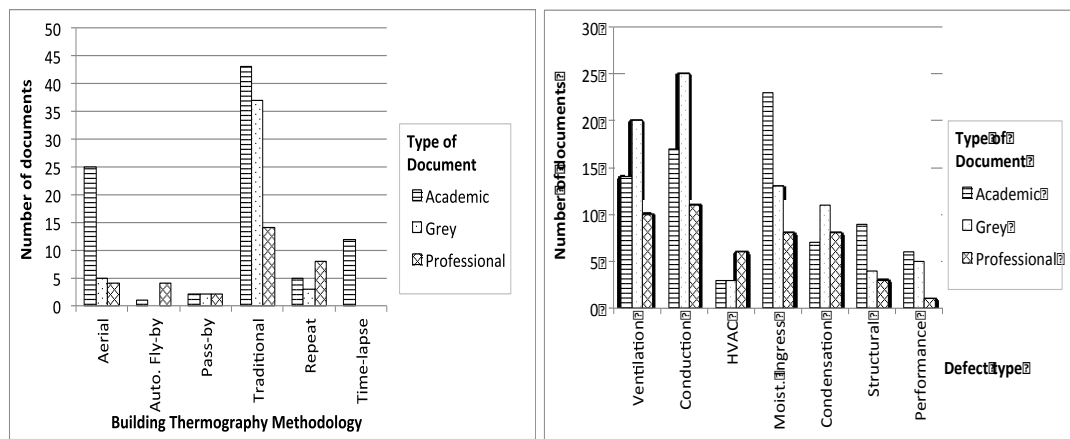 50
45
40
35
30
25
20
15
10
5
0
Number of documents
Aerial
Auto. Fly-by
Pass-by
Traditional
Repeat
Time-lapse
Building Thermography Methodology
Type of
Document
Academic
Grey
Professional
30
25
20
15
10
5
0
Number of documents
Ventilation
Conduction
HVAC
Moist. Ingress
Condensation
Structural
Performance
Defect type
Type of
Document
Academic
Grey
Professional